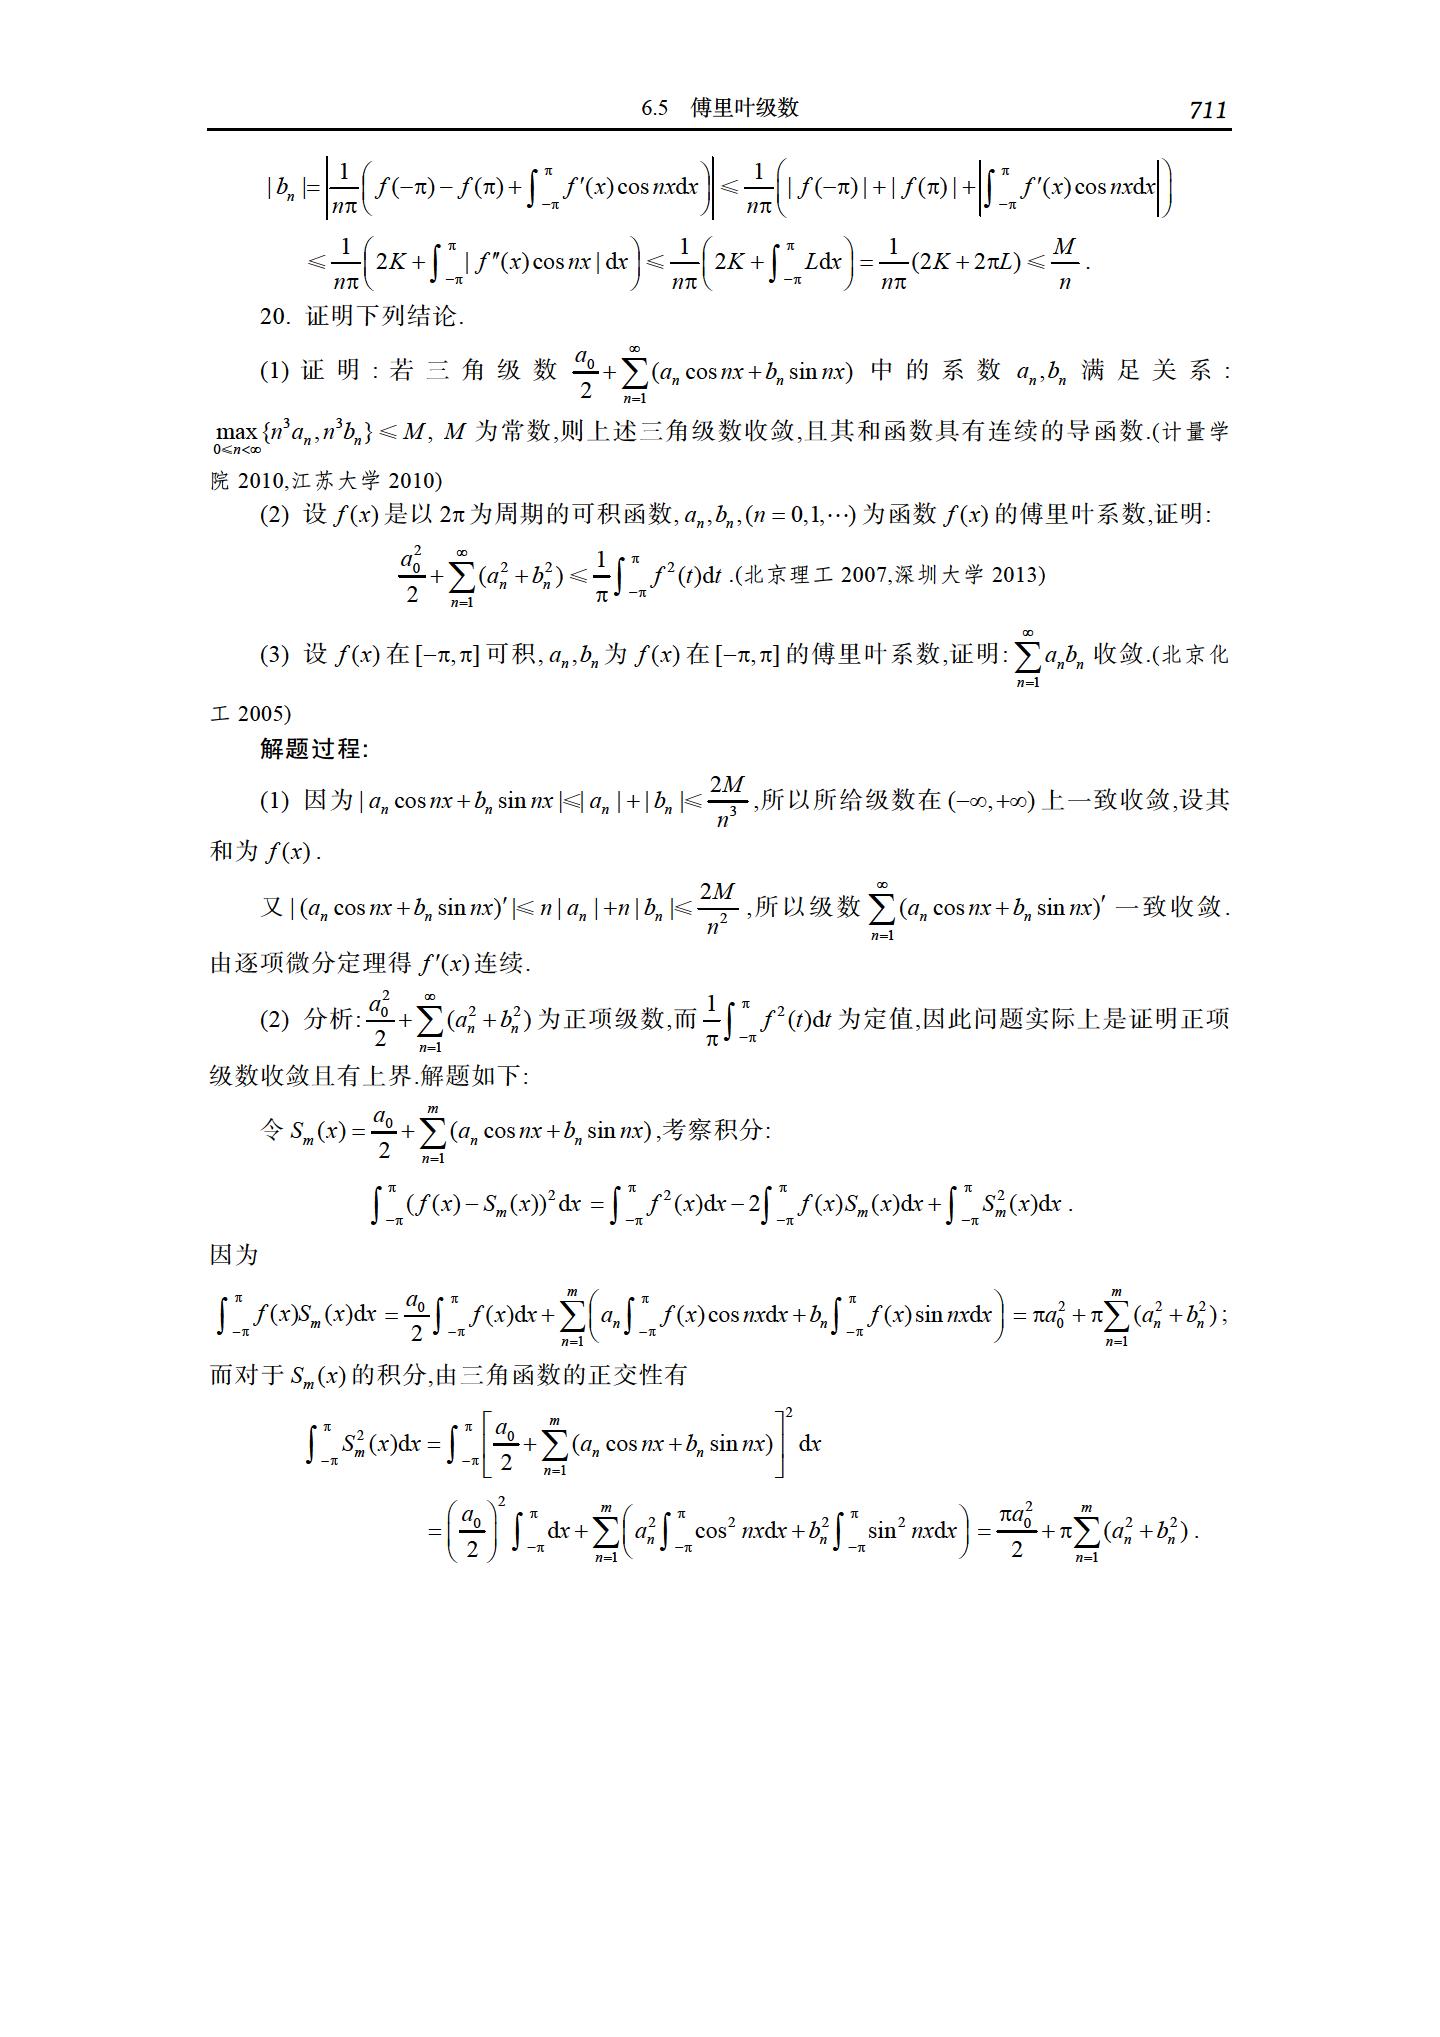 6.5 傅里叶级数 711
$|b_n|=\left|\frac{1}{n\pi}\left(f(-\pi)-f(\pi)+\int_{-\pi}^{\pi}f'(x)\cos nx\mathrm{d}x\right)\right|\leqslant\frac{1}{n\pi}\left(|f(-\pi)|+|f(\pi)|+\left|\int_{-\pi}^{\pi}f'(x)\cos nx\mathrm{d}x\right|\right)$
$\leqslant\frac{1}{n\pi}\left(2K+\int_{-\pi}^{\pi}|f''(x)\cos nx|\mathrm{d}x\right)\leqslant\frac{1}{n\pi}\left(2K+\int_{-\pi}^{\pi}L\mathrm{d}x\right)=\frac{1}{n\pi}(2K+2\pi L)\leqslant\frac{M}{n}$.
20. 证明下列结论.
(1) 证明:若三角级数 $\frac{a_0}{2}+\sum_{n=1}^{\infty}(a_n\cos nx+b_n\sin nx)$ 中的系数 $a_n,b_n$ 满足关系:
$\max_{0\leqslant n<\infty}\{n^3a_n,n^3b_n\}\leqslant M$, $M$ 为常数,则上述三角级数收敛,且其和函数具有连续的导函数.(计量学
院 2010,江苏大学 2010)
(2) 设 $f(x)$ 是以 $2\pi$ 为周期的可积函数, $a_n,b_n,(n=0,1,\cdots)$ 为函数 $f(x)$ 的傅里叶系数,证明:
$\frac{a_0^2}{2}+\sum_{n=1}^{\infty}(a_n^2+b_n^2)\leqslant\frac{1}{\pi}\int_{-\pi}^{\pi}f^2(t)\mathrm{d}t$.(北京理工 2007,深圳大学 2013)
(3) 设 $f(x)$ 在 $[-\pi,\pi]$ 可积, $a_n,b_n$ 为 $f(x)$ 在 $[-\pi,\pi]$ 的傅里叶系数,证明: $\sum_{n=1}^{\infty}a_nb_n$ 收敛.(北京化
工 2005)
解题过程:
(1) 因为 $|a_n\cos nx+b_n\sin nx|\leqslant|a_n|+|b_n|\leqslant\frac{2M}{n^3}$,所以所给级数在 $(-\infty,+\infty)$ 上一致收敛,设其
和为 $f(x)$.
又 $|(a_n\cos nx+b_n\sin nx)'|\leqslant n|a_n|+n|b_n|\leqslant\frac{2M}{n^2}$,所以级数 $\sum_{n=1}^{\infty}(a_n\cos nx+b_n\sin nx)'$ 一致收敛.
由逐项微分定理得 $f'(x)$ 连续.
(2) 分析: $\frac{a_0^2}{2}+\sum_{n=1}^{\infty}(a_n^2+b_n^2)$ 为正项级数,而 $\frac{1}{\pi}\int_{-\pi}^{\pi}f^2(t)\mathrm{d}t$ 为定值,因此问题实际上是证明正项
级数收敛且有上界.解题如下:
令 $S_m(x)=\frac{a_0}{2}+\sum_{n=1}^{m}(a_n\cos nx+b_n\sin nx)$,考察积分:
$\int_{-\pi}^{\pi}(f(x)-S_m(x))^2\mathrm{d}x=\int_{-\pi}^{\pi}f^2(x)\mathrm{d}x-2\int_{-\pi}^{\pi}f(x)S_m(x)\mathrm{d}x+\int_{-\pi}^{\pi}S_m^2(x)\mathrm{d}x$.
因为
$\int_{-\pi}^{\pi}f(x)S_m(x)\mathrm{d}x=\frac{a_0}{2}\int_{-\pi}^{\pi}f(x)\mathrm{d}x+\sum_{n=1}^{m}\left(a_n\int_{-\pi}^{\pi}f(x)\cos nx\mathrm{d}x+b_n\int_{-\pi}^{\pi}f(x)\sin nx\mathrm{d}x\right)=\pi a_0^2+\pi\sum_{n=1}^{m}(a_n^2+b_n^2)$;
而对于 $S_m(x)$ 的积分,由三角函数的正交性有
$\int_{-\pi}^{\pi}S_m^2(x)\mathrm{d}x=\int_{-\pi}^{\pi}\left[\frac{a_0}{2}+\sum_{n=1}^{m}(a_n\cos nx+b_n\sin nx)\right]^2\mathrm{d}x$
$=\left(\frac{a_0}{2}\right)^2\int_{-\pi}^{\pi}\mathrm{d}x+\sum_{n=1}^{m}\left(a_n^2\int_{-\pi}^{\pi}\cos^2nx\mathrm{d}x+b_n^2\int_{-\pi}^{\pi}\sin^2nx\mathrm{d}x\right)=\frac{\pi a_0^2}{2}+\pi\sum_{n=1}^{m}(a_n^2+b_n^2)$.